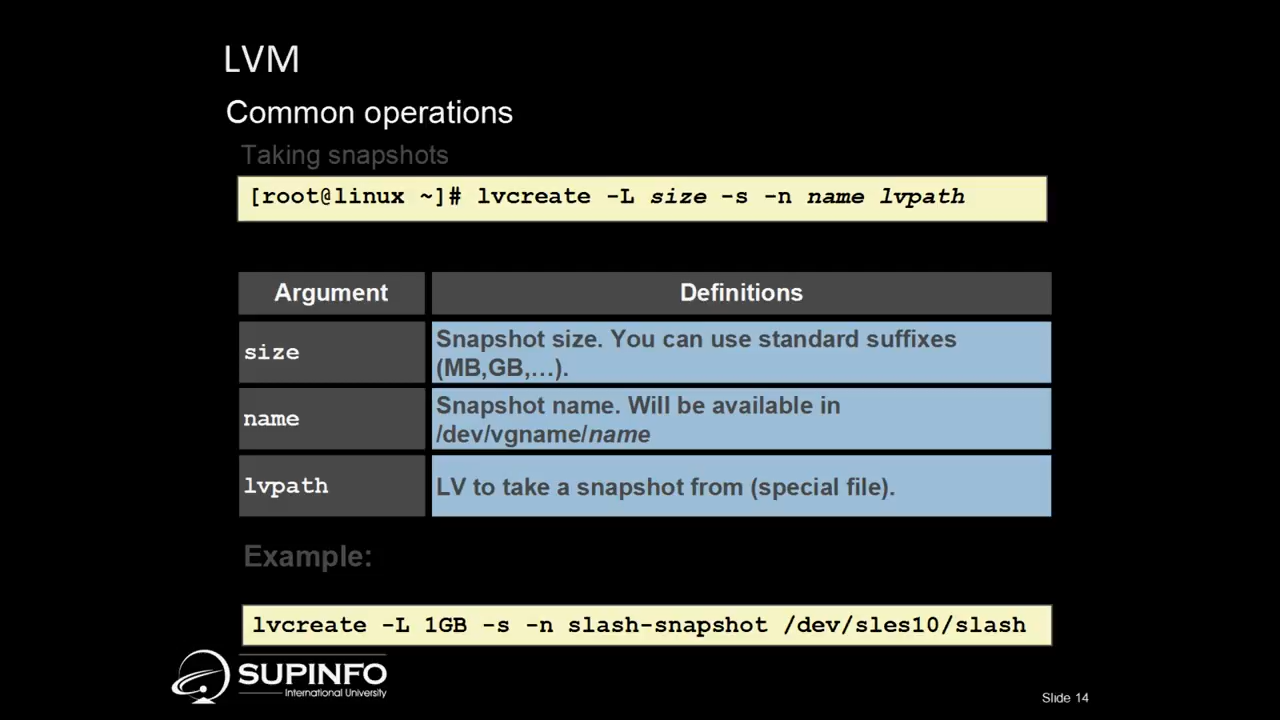 LVM
Common operations
Taking snapshots
[root@linux ~]# lvcreate -L size -s -n name lvpath
Argument Definitions
size Snapshot size. You can use standard suffixes
(MB,GB,…).
name Snapshot name. Will be available in
/dev/vgname/name
lvpath LV to take a snapshot from (special file).
Example:
lvcreate -L 1GB -s -n slash-snapshot /dev/sles10/slash
SUPINFO
International University
Slide 14